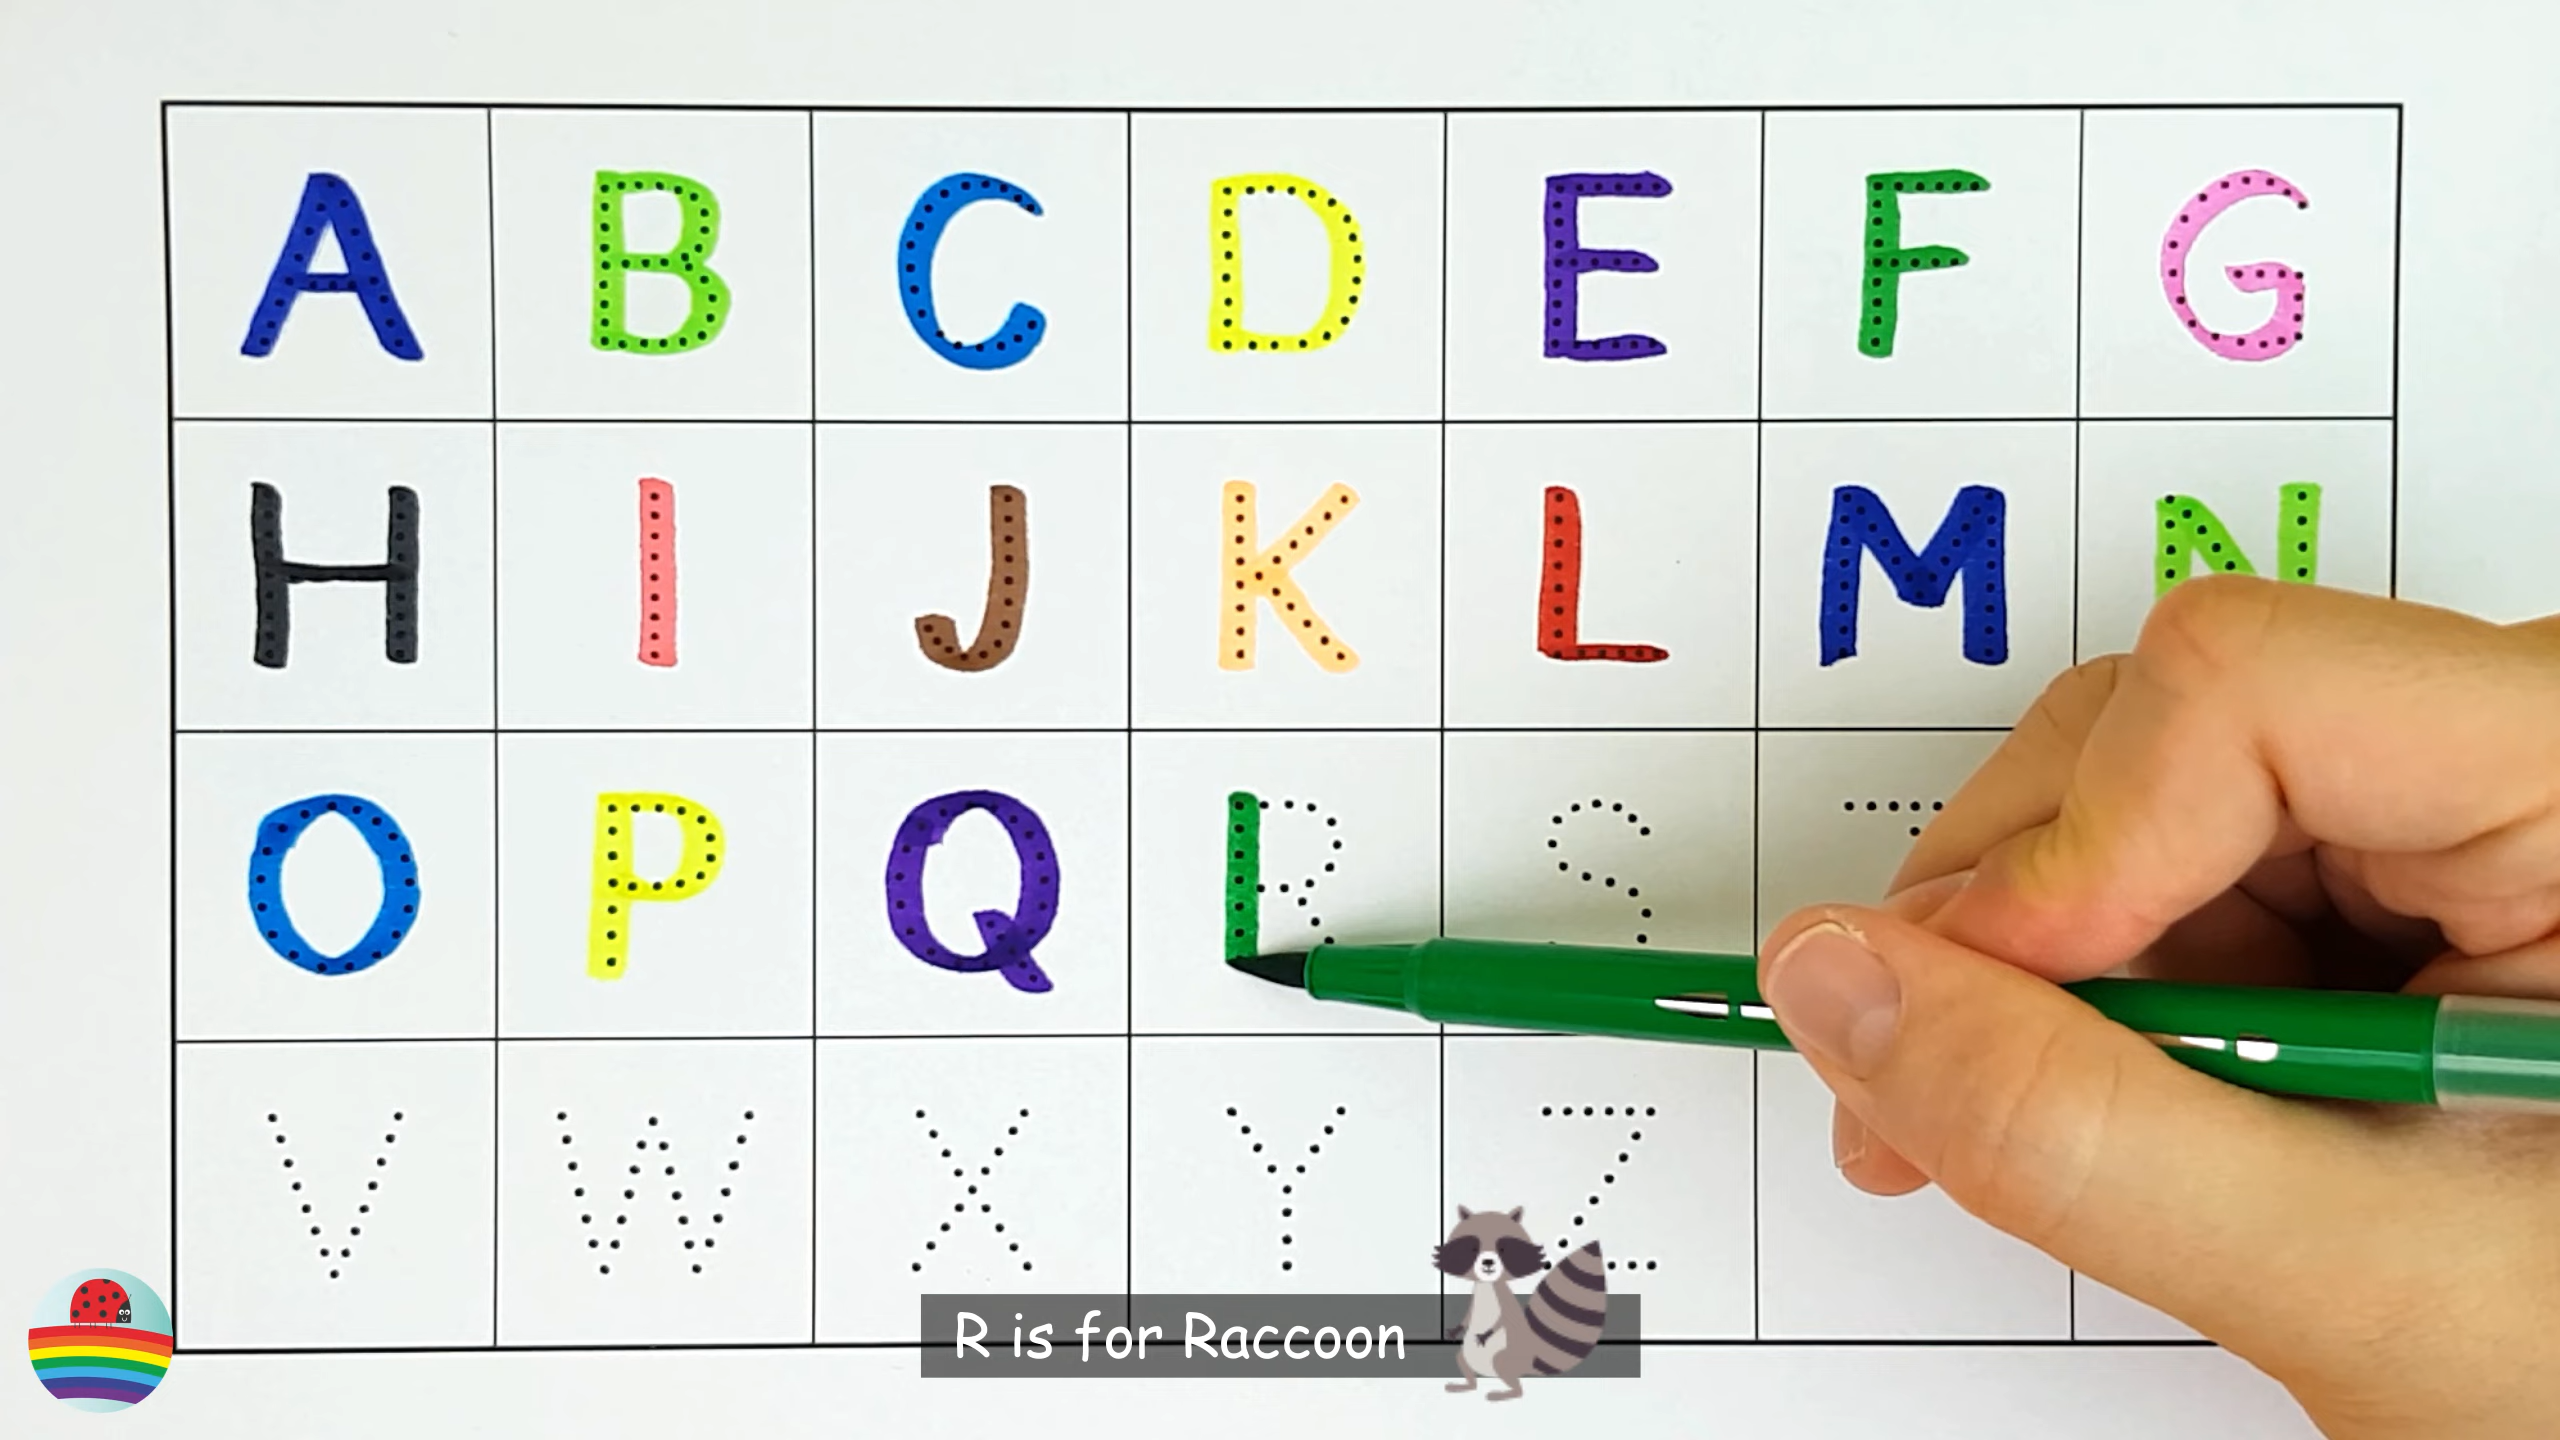 A B C D E F G
H I J K L M N
O P Q R S T
V W X Y Z
R is for Raccoon